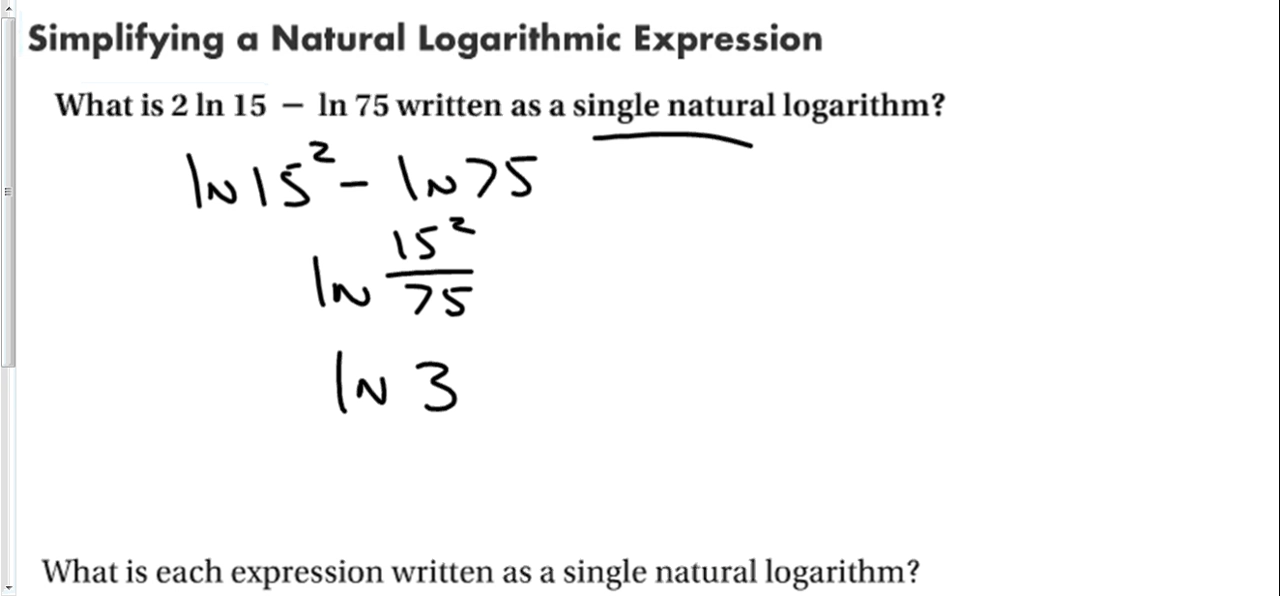 Simplifying a Natural Logarithmic Expression
What is 2 ln 15 − ln 75 written as a single natural logarithm?
ln 15² − ln 75
ln 15²/75
ln 3
What is each expression written as a single natural logarithm?